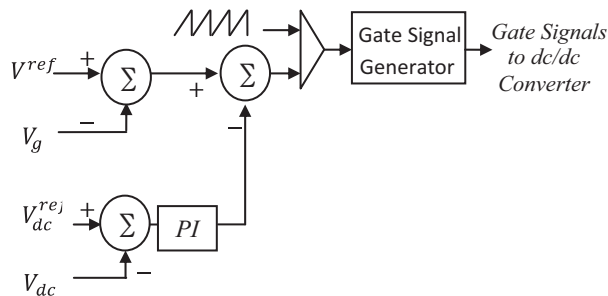 V^ref
+
Σ
−
V_g
+
Σ
−
Gate Signal
Generator
Gate Signals
to dc/dc
Converter
V_dc^ref
+
Σ
−
V_dc
PI